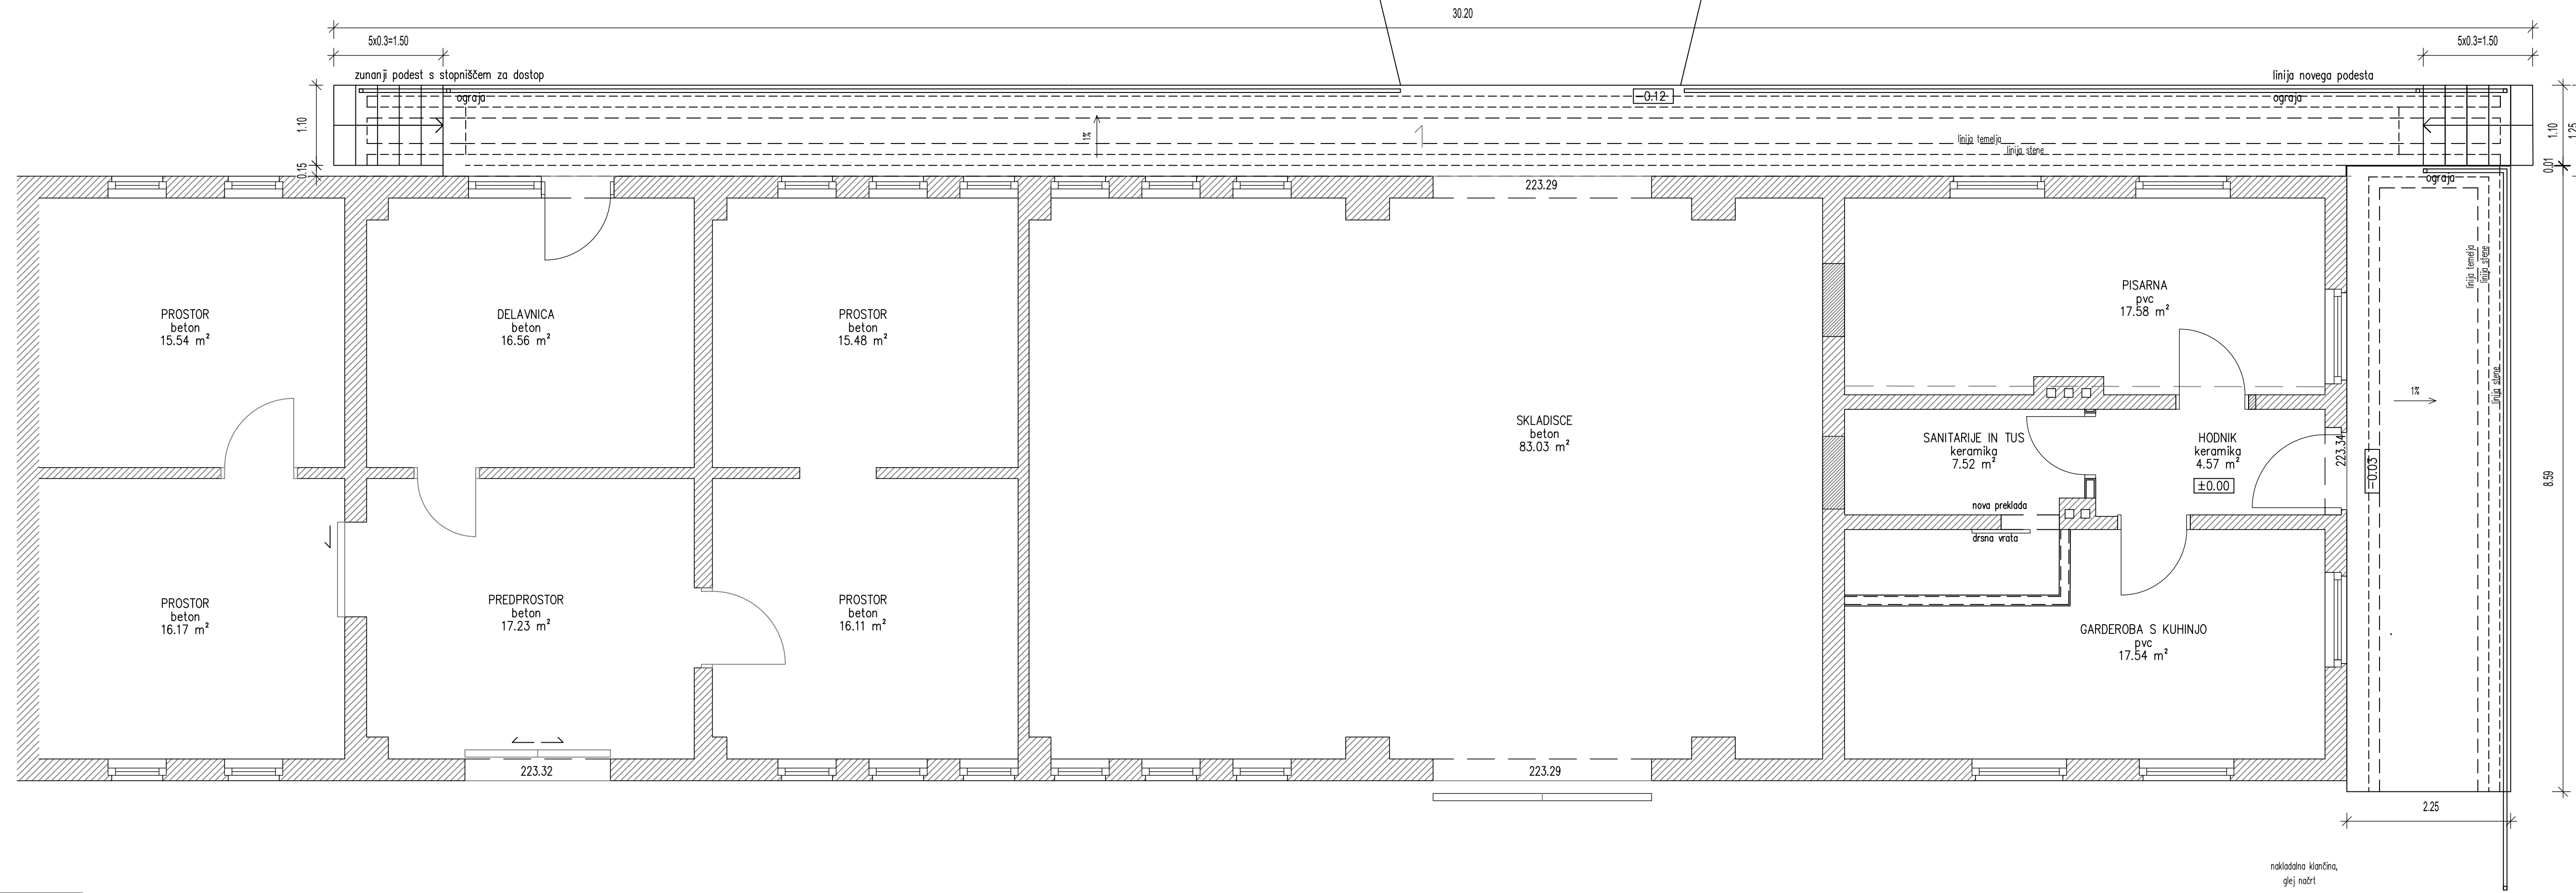 30.20
5x0.3=1.50
5x0.3=1.50
zunanji podest s stopniščem za dostop
linija novega podesta
ograja
-0.12
ograja
1.10
1%
linija temelja
linija stene
1.10
1.25
0.15
0.01
ograja
223.29
linija temelja
linija stene
PROSTOR
beton
15.54 m²
DELAVNICA
beton
16.56 m²
PROSTOR
beton
15.48 m²
PISARNA
pvc
17.58 m²
1%
linija stene
SKLADISCE
beton
83.03 m²
SANITARIJE IN TUS
keramika
7.52 m²
HODNIK
keramika
4.57 m²
±0.00
223.34
-0.03
8.59
nova preklada
drsna vrata
PROSTOR
beton
16.17 m²
PREDPROSTOR
beton
17.23 m²
PROSTOR
beton
16.11 m²
GARDEROBA S KUHINJO
pvc
17.54 m²
223.32
223.29
2.25
nakladalna klančina,
glej načrt